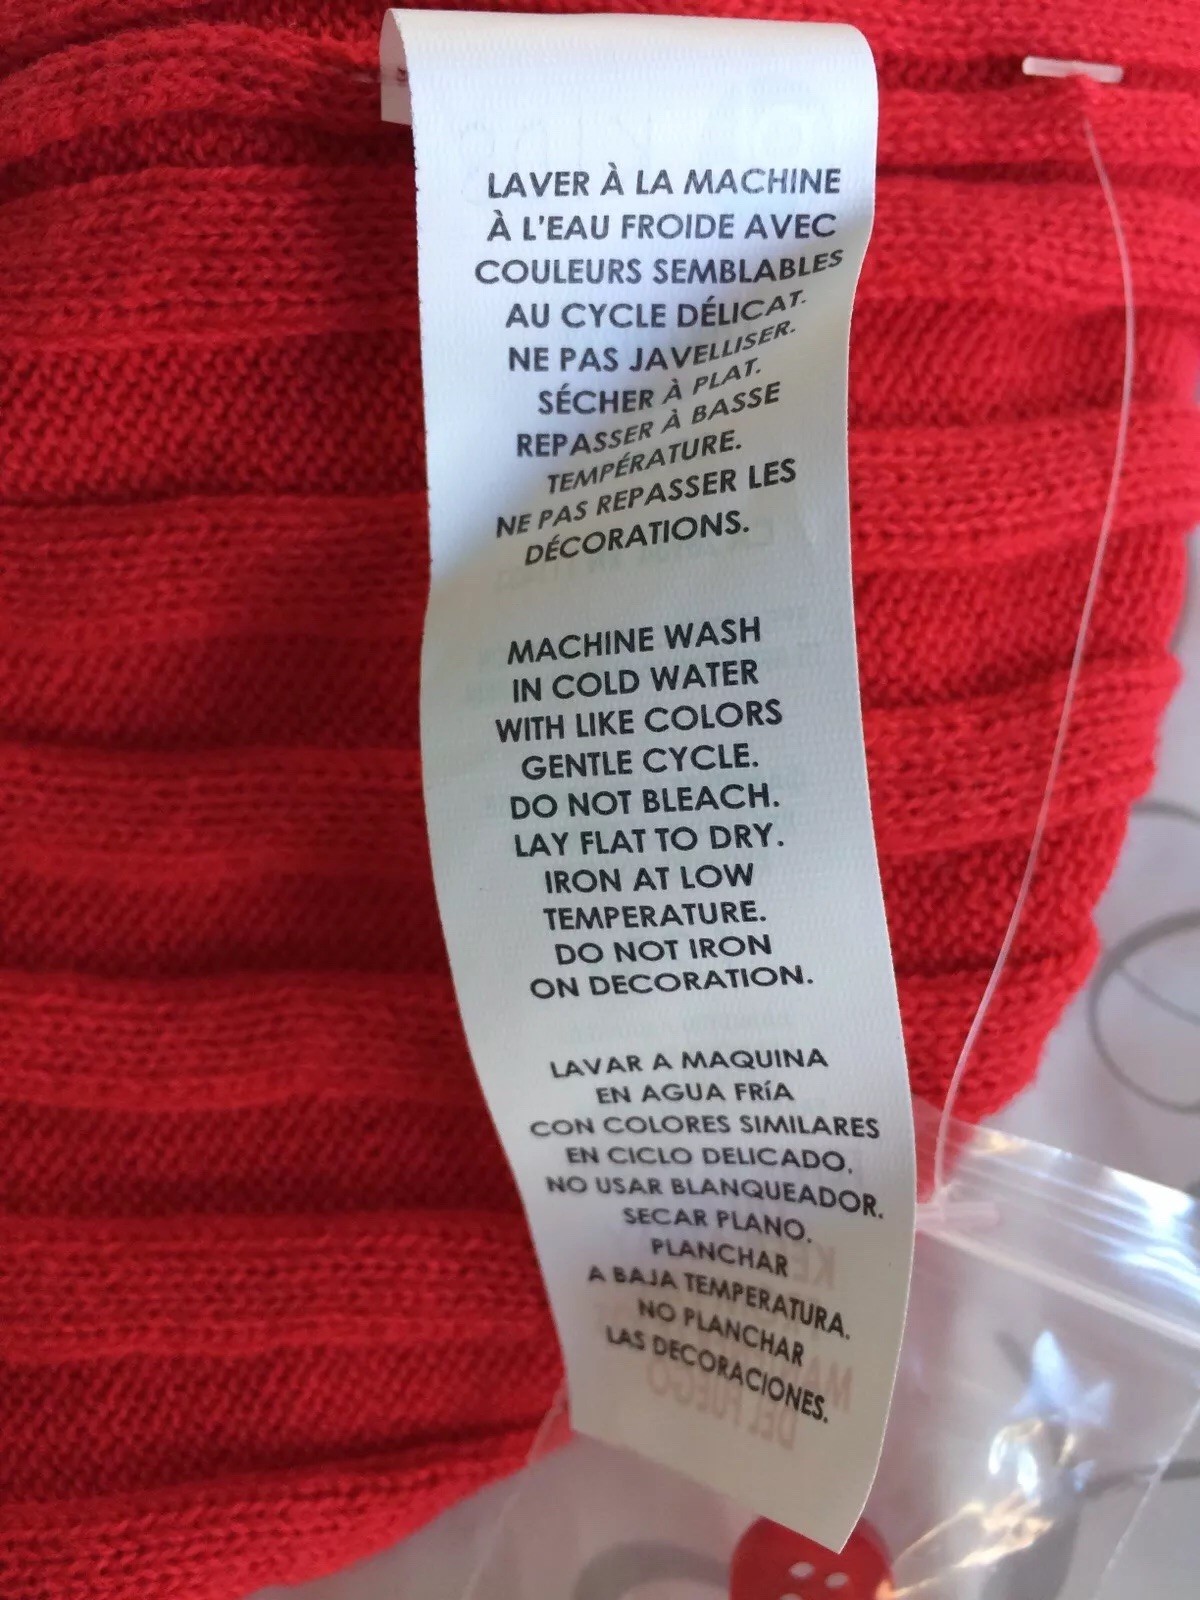 LAVER À LA MACHINE
À L'EAU FROIDE AVEC
COULEURS SEMBLABLES
AU CYCLE DÉLICAT.
NE PAS JAVELLISER.
SÉCHER À PLAT.
REPASSER À BASSE
TEMPÉRATURE.
NE PAS REPASSER LES
DÉCORATIONS.
MACHINE WASH
IN COLD WATER
WITH LIKE COLORS
GENTLE CYCLE.
DO NOT BLEACH.
LAY FLAT TO DRY.
IRON AT LOW
TEMPERATURE.
DO NOT IRON
ON DECORATION.
LAVAR A MAQUINA
EN AGUA FRíA
CON COLORES SIMILARES
EN CICLO DELICADO.
NO USAR BLANQUEADOR.
SECAR PLANO.
PLANCHAR
A BAJA TEMPERATURA.
NO PLANCHAR
LAS DECORACIONES.